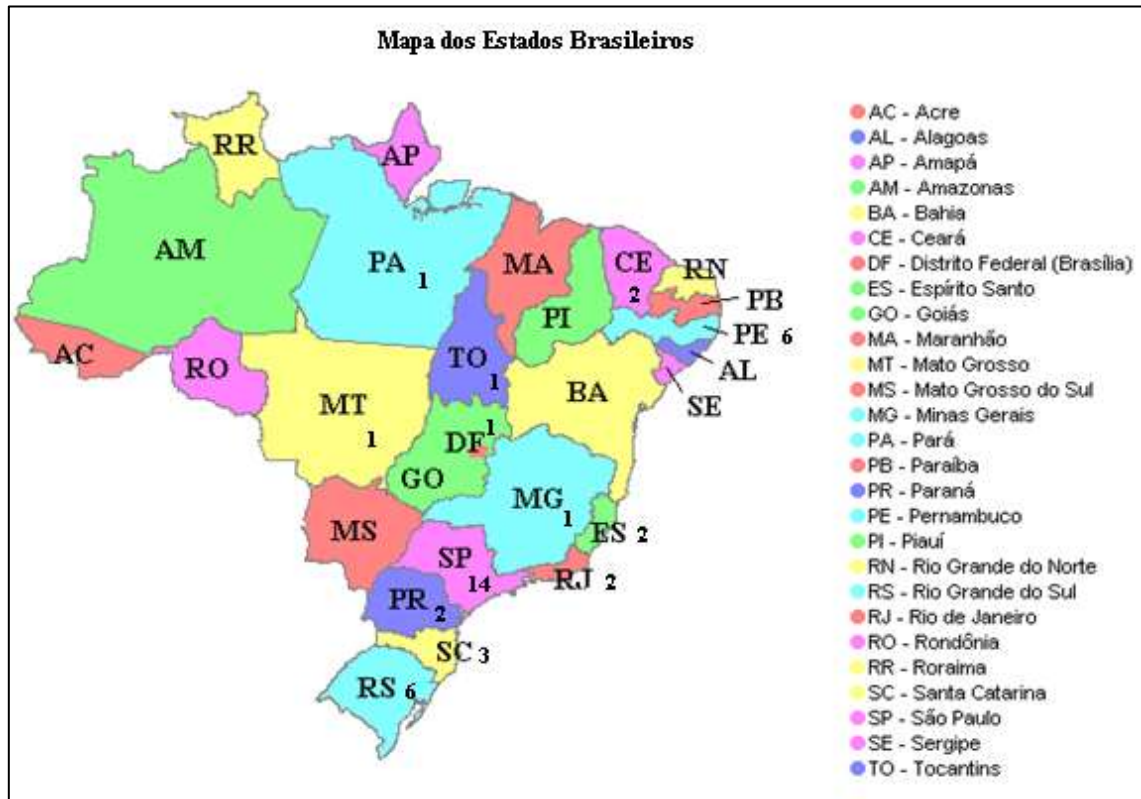 Mapa dos Estados Brasileiros
RR
AP
AM
PA
1
MA
CE
2
RN
PB
PI
PE 6
AC
RO
TO
1
AL
SE
MT
1
BA
DF
1
GO
MG
1
MS
ES 2
SP
14
RJ 2
PR
2
SC 3
RS 6
AC - Acre
AL - Alagoas
AP - Amapá
AM - Amazonas
BA - Bahia
CE - Ceará
DF - Distrito Federal (Brasília)
ES - Espírito Santo
GO - Goiás
MA - Maranhão
MT - Mato Grosso
MS - Mato Grosso do Sul
MG - Minas Gerais
PA - Pará
PB - Paraíba
PR - Paraná
PE - Pernambuco
PI - Piauí
RN - Rio Grande do Norte
RS - Rio Grande do Sul
RJ - Rio de Janeiro
RO - Rondônia
RR - Roraima
SC - Santa Catarina
SP - São Paulo
SE - Sergipe
TO - Tocantins